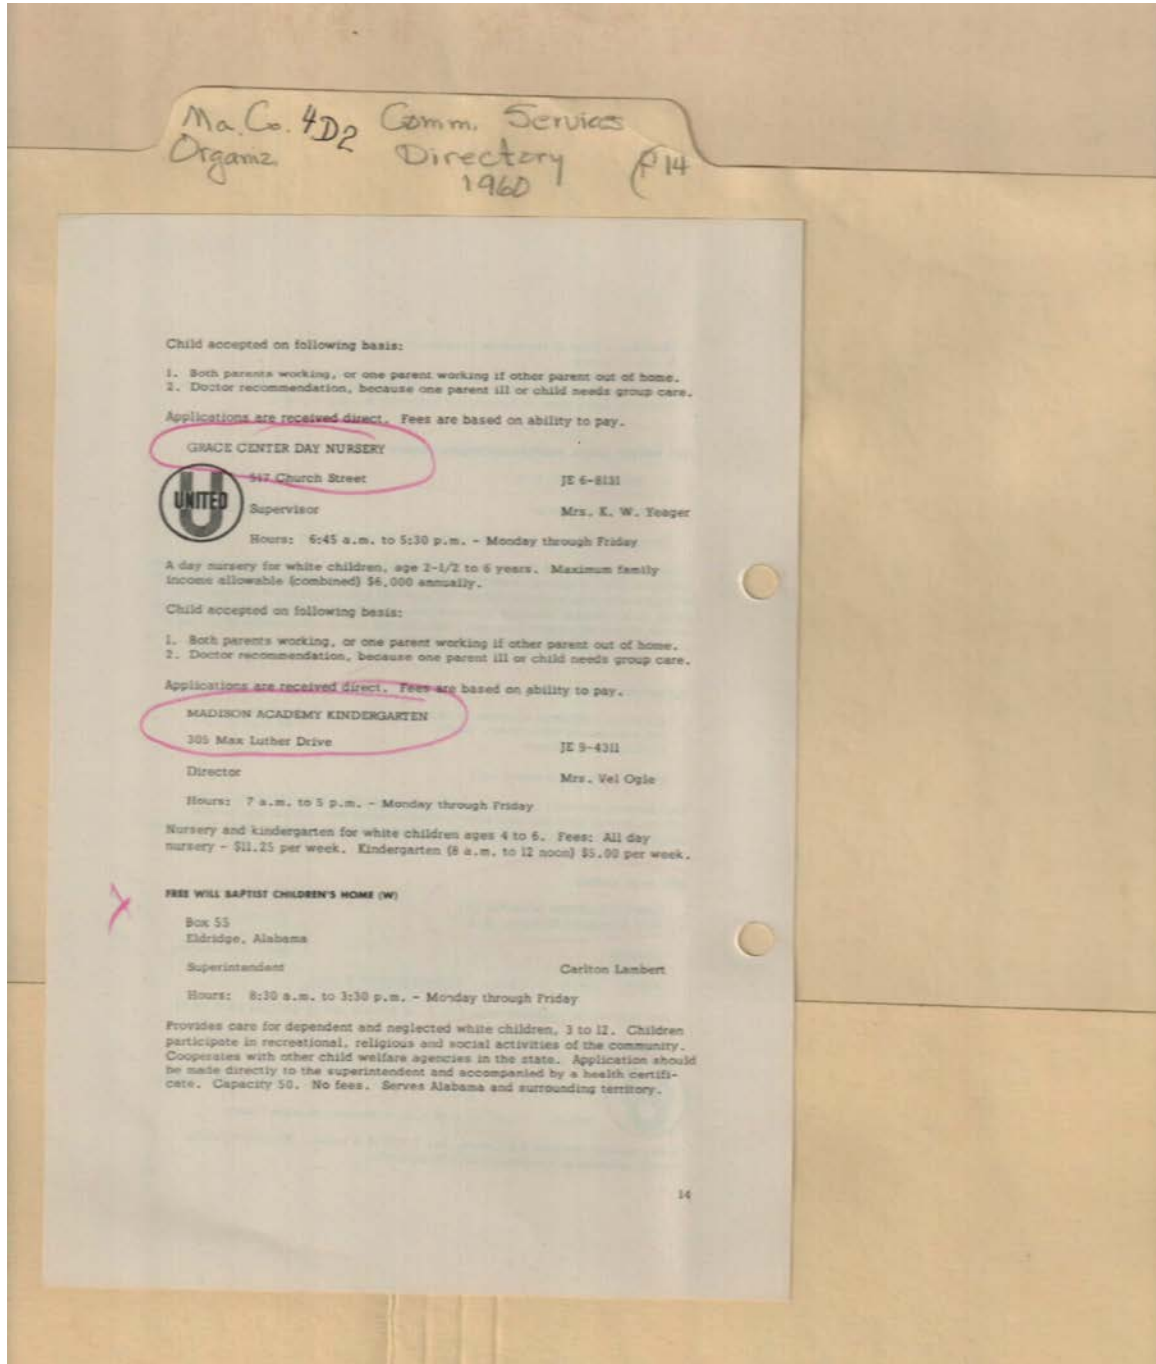 Ma. Co. 4D2 Comm. Services
Organiz. Directory P 14
1960
Child accepted on following basis:
1. Both parents working, or one parent working if other parent out of home.
2. Doctor recommendation, because one parent ill or child needs group care.
Applications are received direct. Fees are based on ability to pay.
GRACE CENTER DAY NURSERY
517 Church Street JE 6-8131
UNITED
Supervisor Mrs. K. W. Yeager
Hours: 6:45 a.m. to 5:30 p.m. - Monday through Friday
A day nursery for white children, age 2-1/2 to 6 years. Maximum family
income allowable (combined) $6,000 annually.
Child accepted on following basis:
1. Both parents working, or one parent working if other parent out of home.
2. Doctor recommendation, because one parent ill or child needs group care.
Applications are received direct. Fees are based on ability to pay.
MADISON ACADEMY KINDERGARTEN
305 Max Luther Drive JE 9-4311
Director Mrs. Vel Ogle
Hours: 7 a.m. to 5 p.m. - Monday through Friday
Nursery and kindergarten for white children ages 4 to 6. Fees: All day
nursery - $11.25 per week. Kindergarten (8 a.m. to 12 noon) $5.00 per week.
FREE WILL BAPTIST CHILDREN'S HOME (W)
Box 55
Eldridge, Alabama
Superintendent Carlton Lambert
Hours: 8:30 a.m. to 3:30 p.m. - Monday through Friday
Provides care for dependent and neglected white children, 3 to 12. Children
participate in recreational, religious and social activities of the community.
Cooperates with other child welfare agencies in the state. Application should
be made directly to the superintendent and accompanied by a health certifi-
cate. Capacity 50. No fees. Serves Alabama and surrounding territory.
14